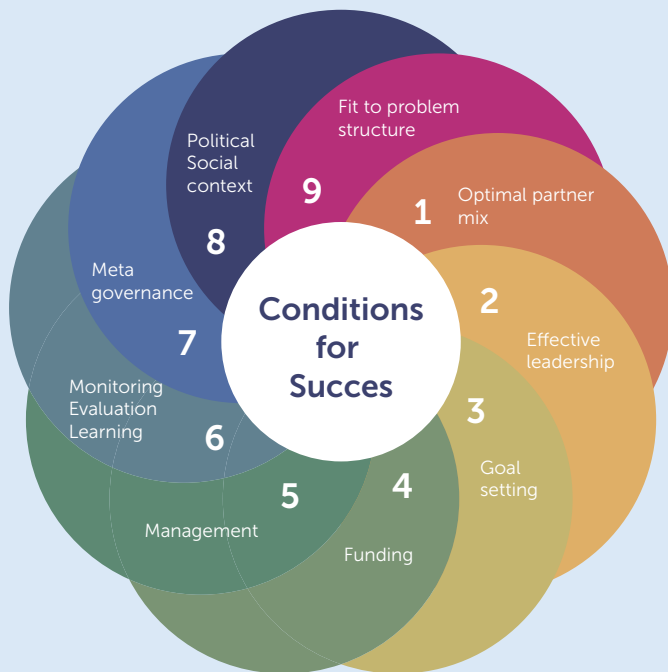 Conditions
for
Succes
1
Optimal partner
mix
2
Effective
leadership
3
Goal
setting
4
Funding
5
Management
6
Monitoring
Evaluation
Learning
7
Meta
governance
8
Political
Social
context
9
Fit to problem
structure